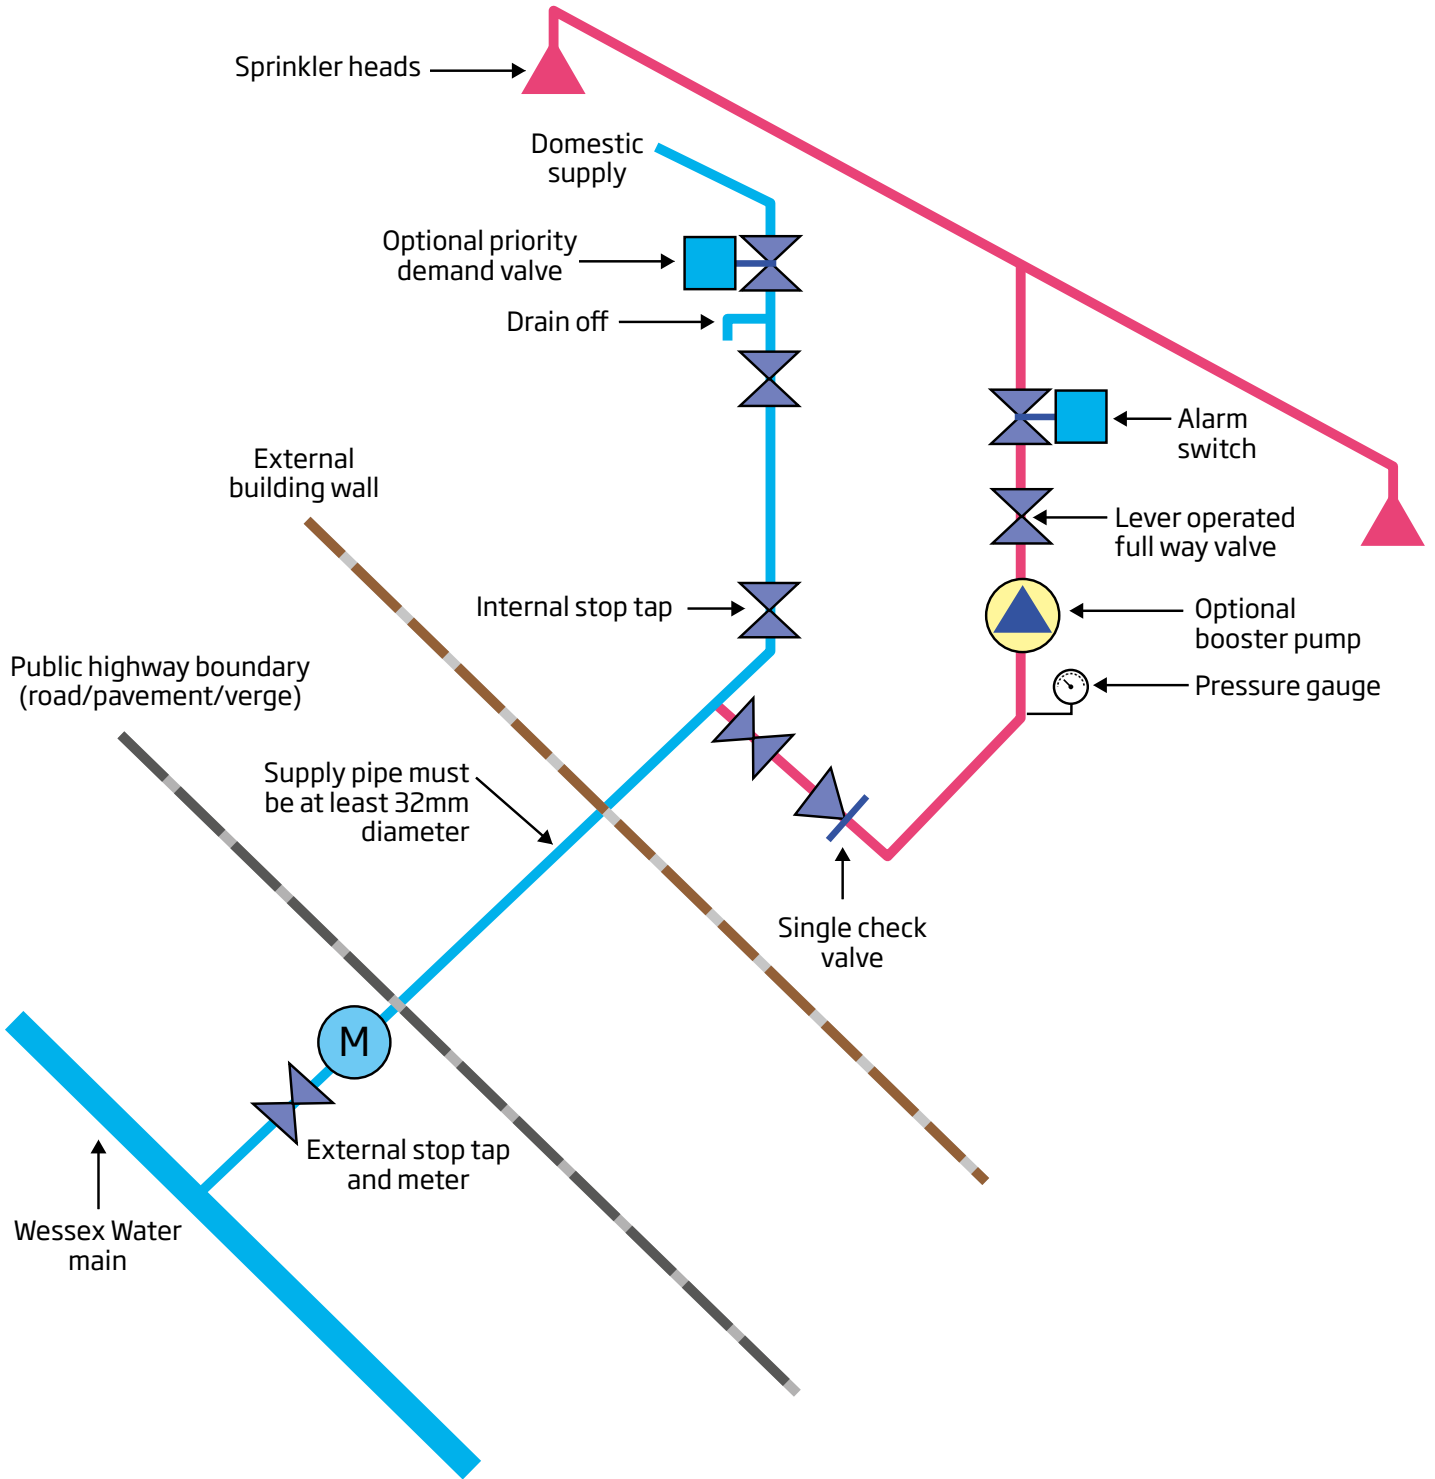 Sprinkler heads
Domestic
supply
Optional priority
demand valve
Drain off
Alarm
switch
External
building wall
Lever operated
full way valve
Internal stop tap
Optional
booster pump
Public highway boundary
(road/pavement/verge)
Pressure gauge
Supply pipe must
be at least 32mm
diameter
Single check
valve
M
External stop tap
and meter
Wessex Water
main